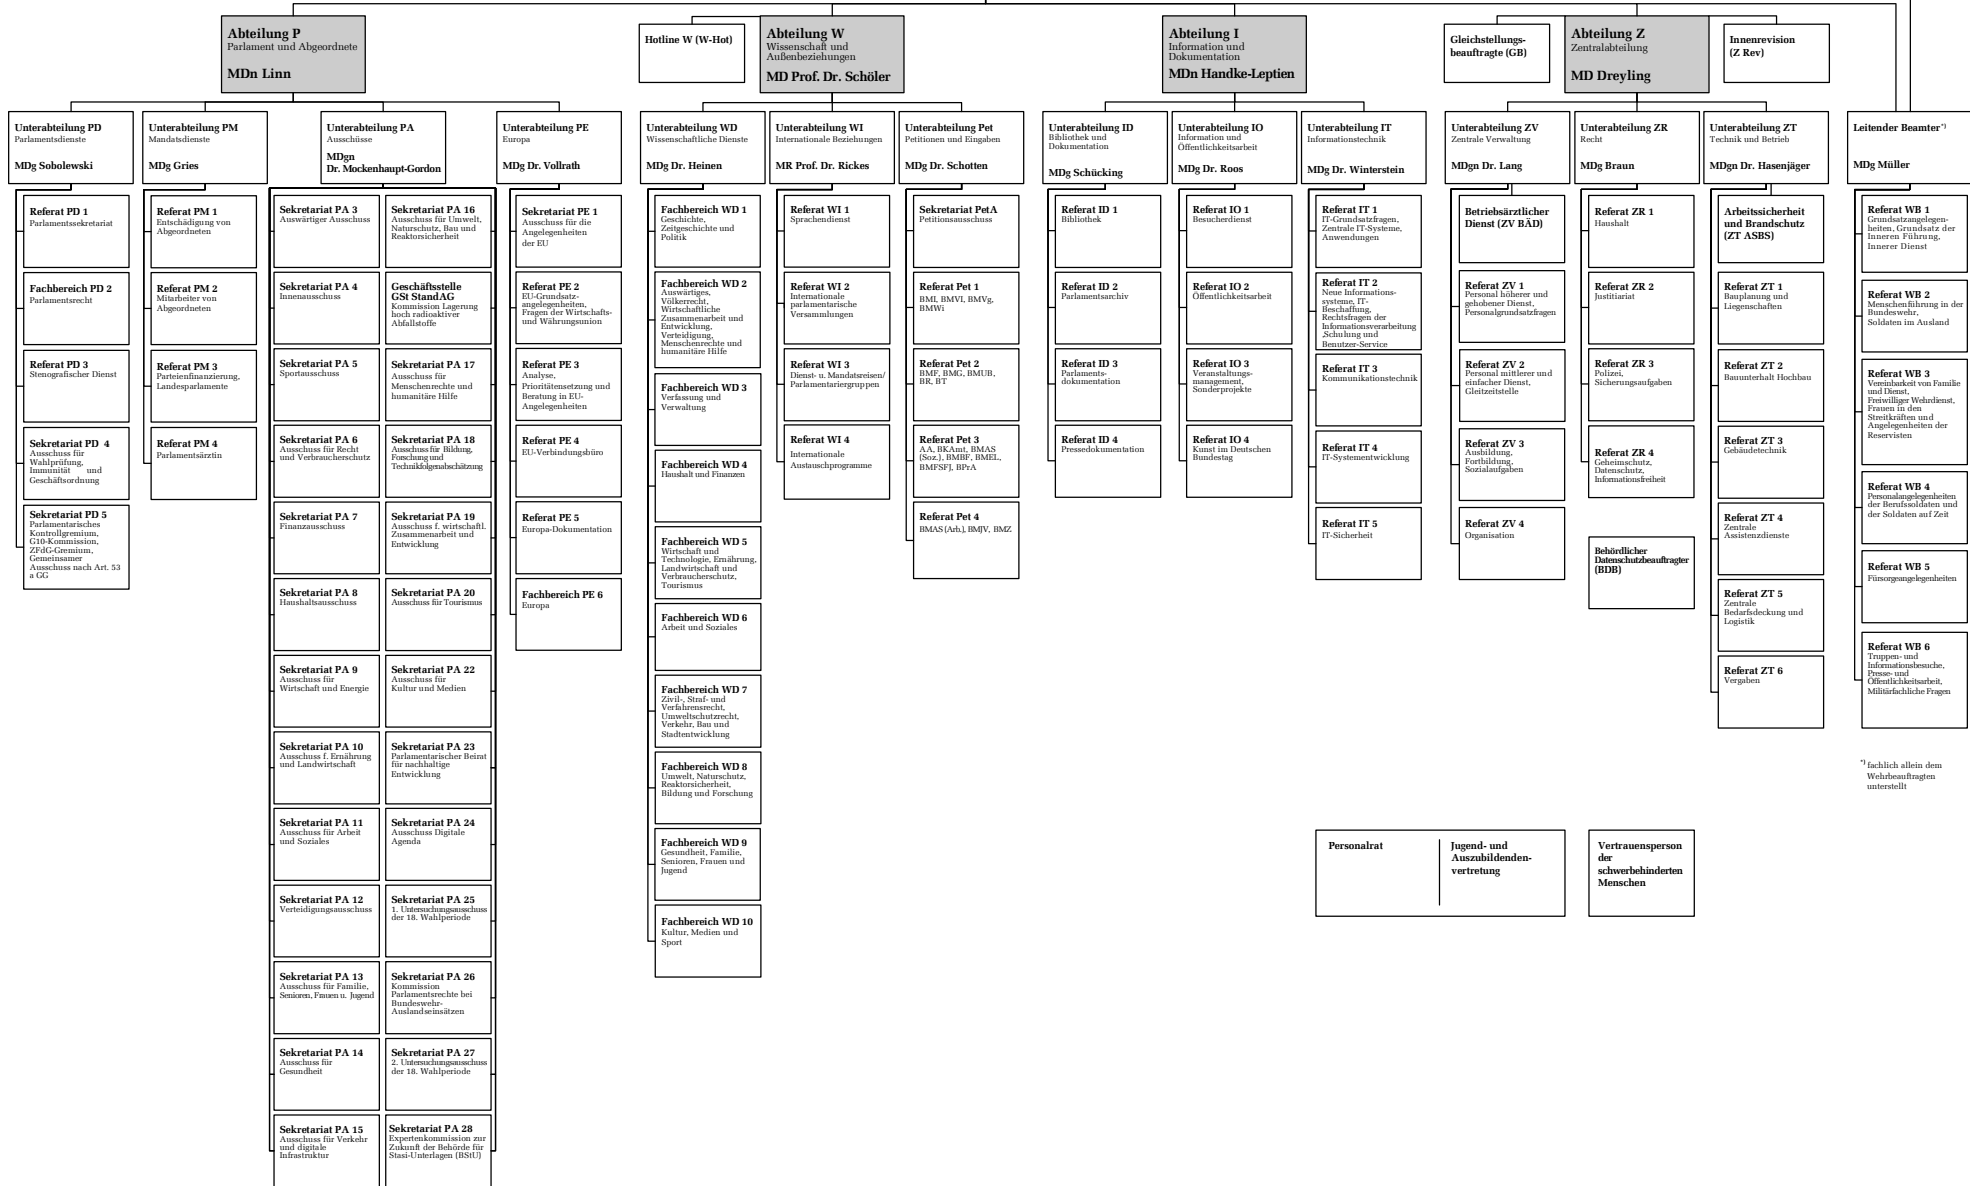 Abteilung P
Parlament und Abgeordnete
MDn Linn
Hotline W (W-Hot)
Abteilung W
Wissenschaft und
Außenbeziehungen
MD Prof. Dr. Schöler
Abteilung I
Information und
Dokumentation
MDn Handke-Leptien
Gleichstellungs-
beauftragte (GB)
Abteilung Z
Zentralabteilung
MD Dreyling
Innenrevision
(Z Rev)
Unterabteilung PD
Parlamentsdienste
MDg Sobolewski
Unterabteilung PM
Mandatsdienste
MDg Gries
Unterabteilung PA
Ausschüsse
MDgn
Dr. Mockenhaupt-Gordon
Unterabteilung PE
Europa
MDg Dr. Vollrath
Unterabteilung WD
Wissenschaftliche Dienste
MDg Dr. Heinen
Unterabteilung WI
Internationale Beziehungen
MR Prof. Dr. Rickes
Unterabteilung Pet
Petitionen und Eingaben
MDg Dr. Schotten
Unterabteilung ID
Bibliothek und
Dokumentation
MDg Schücking
Unterabteilung IO
Information und
Öffentlichkeitsarbeit
MDg Dr. Roos
Unterabteilung IT
Informationstechnik
MDg Dr. Winterstein
Unterabteilung ZV
Zentrale Verwaltung
MDgn Dr. Lang
Unterabteilung ZR
Recht
MDg Braun
Unterabteilung ZT
Technik und Betrieb
MDgn Dr. Hasenjäger
Leitender Beamter*)
MDg Müller
Referat PD 1
Parlamentssekretariat
Fachbereich PD 2
Parlamentsrecht
Referat PD 3
Stenografischer Dienst
Sekretariat PD 4
Ausschuss für
Wahlprüfung,
Immunität und
Geschäftsordnung
Sekretariat PD 5
Parlamentarisches
Kontrollgremium,
G10-Kommission,
ZFdG-Gremium,
Gemeinsamer
Ausschuss nach Art. 53
a GG
Referat PM 1
Entschädigung von
Abgeordneten
Referat PM 2
Mitarbeiter von
Abgeordneten
Referat PM 3
Parteienfinanzierung,
Landesparlamente
Referat PM 4
Parlamentsärztin
Sekretariat PA 3
Auswärtiger Ausschuss
Sekretariat PA 4
Innenausschuss
Sekretariat PA 5
Sportausschuss
Sekretariat PA 6
Ausschuss für Recht
und Verbraucherschutz
Sekretariat PA 7
Finanzausschuss
Sekretariat PA 8
Haushaltsausschuss
Sekretariat PA 9
Ausschuss für
Wirtschaft und Energie
Sekretariat PA 10
Ausschuss f. Ernährung
und Landwirtschaft
Sekretariat PA 11
Ausschuss für Arbeit
und Soziales
Sekretariat PA 12
Verteidigungsausschuss
Sekretariat PA 13
Ausschuss für Familie,
Senioren, Frauen u. Jugend
Sekretariat PA 14
Ausschuss für
Gesundheit
Sekretariat PA 15
Ausschuss für Verkehr
und digitale
Infrastruktur
Sekretariat PA 16
Ausschuss für Umwelt,
Naturschutz, Bau und
Reaktorsicherheit
Geschäftsstelle
GSt StandAG
Kommission Lagerung
hoch radioaktiver
Abfallstoffe
Sekretariat PA 17
Ausschuss für
Menschenrechte und
humanitäre Hilfe
Sekretariat PA 18
Ausschuss für Bildung,
Forschung und
Technikfolgenabschätzung
Sekretariat PA 19
Ausschuss f. wirtschaftl.
Zusammenarbeit und
Entwicklung
Sekretariat PA 20
Ausschuss für Tourismus
Sekretariat PA 22
Ausschuss für
Kultur und Medien
Sekretariat PA 23
Parlamentarischer Beirat
für nachhaltige
Entwicklung
Sekretariat PA 24
Ausschuss Digitale
Agenda
Sekretariat PA 25
1. Untersuchungsausschuss
der 18. Wahlperiode
Sekretariat PA 26
Kommission
Parlamentsrechte bei
Bundeswehr-
Auslandseinsätzen
Sekretariat PA 27
2. Untersuchungsausschuss
der 18. Wahlperiode
Sekretariat PA 28
Expertenkommission zur
Zukunft der Behörde für
Stasi-Unterlagen (BStU)
Sekretariat PE 1
Ausschuss für die
Angelegenheiten
der EU
Referat PE 2
EU-Grundsatz-
angelegenheiten,
Fragen der Wirtschafts-
und Währungsunion
Referat PE 3
Analyse,
Prioritätensetzung und
Beratung in EU-
Angelegenheiten
Referat PE 4
EU-Verbindungsbüro
Referat PE 5
Europa-Dokumentation
Fachbereich PE 6
Europa
Fachbereich WD 1
Geschichte,
Zeitgeschichte und
Politik
Fachbereich WD 2
Auswärtiges,
Völkerrecht,
Wirtschaftliche
Zusammenarbeit und
Entwicklung,
Verteidigung,
Menschenrechte und
humanitäre Hilfe
Fachbereich WD 3
Verfassung und
Verwaltung
Fachbereich WD 4
Haushalt und Finanzen
Fachbereich WD 5
Wirtschaft und
Technologie, Ernährung,
Landwirtschaft und
Verbraucherschutz,
Tourismus
Fachbereich WD 6
Arbeit und Soziales
Fachbereich WD 7
Zivil-, Straf- und
Verfahrensrecht,
Umweltschutzrecht,
Verkehr, Bau und
Stadtentwicklung
Fachbereich WD 8
Umwelt, Naturschutz,
Reaktorsicherheit,
Bildung und Forschung
Fachbereich WD 9
Gesundheit, Familie,
Senioren, Frauen und
Jugend
Fachbereich WD 10
Kultur, Medien und
Sport
Referat WI 1
Sprachendienst
Referat WI 2
Internationale
parlamentarische
Versammlungen
Referat WI 3
Dienst- u. Mandatsreisen/
Parlamentariergruppen
Referat WI 4
Internationale
Austauschprogramme
Sekretariat PetA
Petitionsausschuss
Referat Pet 1
BMI, BMVI, BMVg,
BMWi
Referat Pet 2
BMF, BMG, BMUB,
BR, BT
Referat Pet 3
AA, BKAmt, BMAS
(Soz.), BMBF, BMEL,
BMFSFJ, BPrA
Referat Pet 4
BMAS (Arb.), BMJV, BMZ
Referat ID 1
Bibliothek
Referat ID 2
Parlamentsarchiv
Referat ID 3
Parlaments-
dokumentation
Referat ID 4
Pressedokumentation
Referat IO 1
Besucherdienst
Referat IO 2
Öffentlichkeitsarbeit
Referat IO 3
Veranstaltungs-
management,
Sonderprojekte
Referat IO 4
Kunst im Deutschen
Bundestag
Referat IT 1
IT-Grundsatzfragen,
Zentrale IT-Systeme,
Anwendungen
Referat IT 2
Neue Informations-
systeme, IT-
Beschaffung,
Rechtsfragen der
Informationsverarbeitung
,Schulung und
Benutzer-Service
Referat IT 3
Kommunikationstechnik
Referat IT 4
IT-Systementwicklung
Referat IT 5
IT-Sicherheit
Betriebsärztlicher
Dienst (ZV BÄD)
Referat ZV 1
Personal höherer und
gehobener Dienst,
Personalgrundsatzfragen
Referat ZV 2
Personal mittlerer und
einfacher Dienst,
Gleitzeitstelle
Referat ZV 3
Ausbildung,
Fortbildung,
Sozialaufgaben
Referat ZV 4
Organisation
Referat ZR 1
Haushalt
Referat ZR 2
Justitiariat
Referat ZR 3
Polizei,
Sicherungsaufgaben
Referat ZR 4
Geheimschutz,
Datenschutz,
Informationsfreiheit
Behördlicher
Datenschutzbeauftragter
(BDB)
Arbeitssicherheit
und Brandschutz
(ZT ASBS)
Referat ZT 1
Bauplanung und
Liegenschaften
Referat ZT 2
Bauunterhalt Hochbau
Referat ZT 3
Gebäudetechnik
Referat ZT 4
Zentrale
Assistenzdienste
Referat ZT 5
Zentrale
Bedarfsdeckung und
Logistik
Referat ZT 6
Vergaben
Referat WB 1
Grundsatzangelegen-
heiten, Grundsatz der
Inneren Führung,
Innerer Dienst
Referat WB 2
Menschenführung in der
Bundeswehr,
Soldaten im Ausland
Referat WB 3
Vereinbarkeit von Familie
und Dienst,
Freiwilliger Wehrdienst,
Frauen in den
Streitkräften und
Angelegenheiten der
Reservisten
Referat WB 4
Personalangelegenheiten
der Berufssoldaten und
der Soldaten auf Zeit
Referat WB 5
Fürsorgeangelegenheiten
Referat WB 6
Truppen- und
Informationsbesuche,
Presse- und
Öffentlichkeitsarbeit,
Militärfachliche Fragen
*) fachlich allein dem
Wehrbeauftragten
unterstellt
Personalrat
Jugend- und
Auszubildenden-
vertretung
Vertrauensperson
der
schwerbehinderten
Menschen